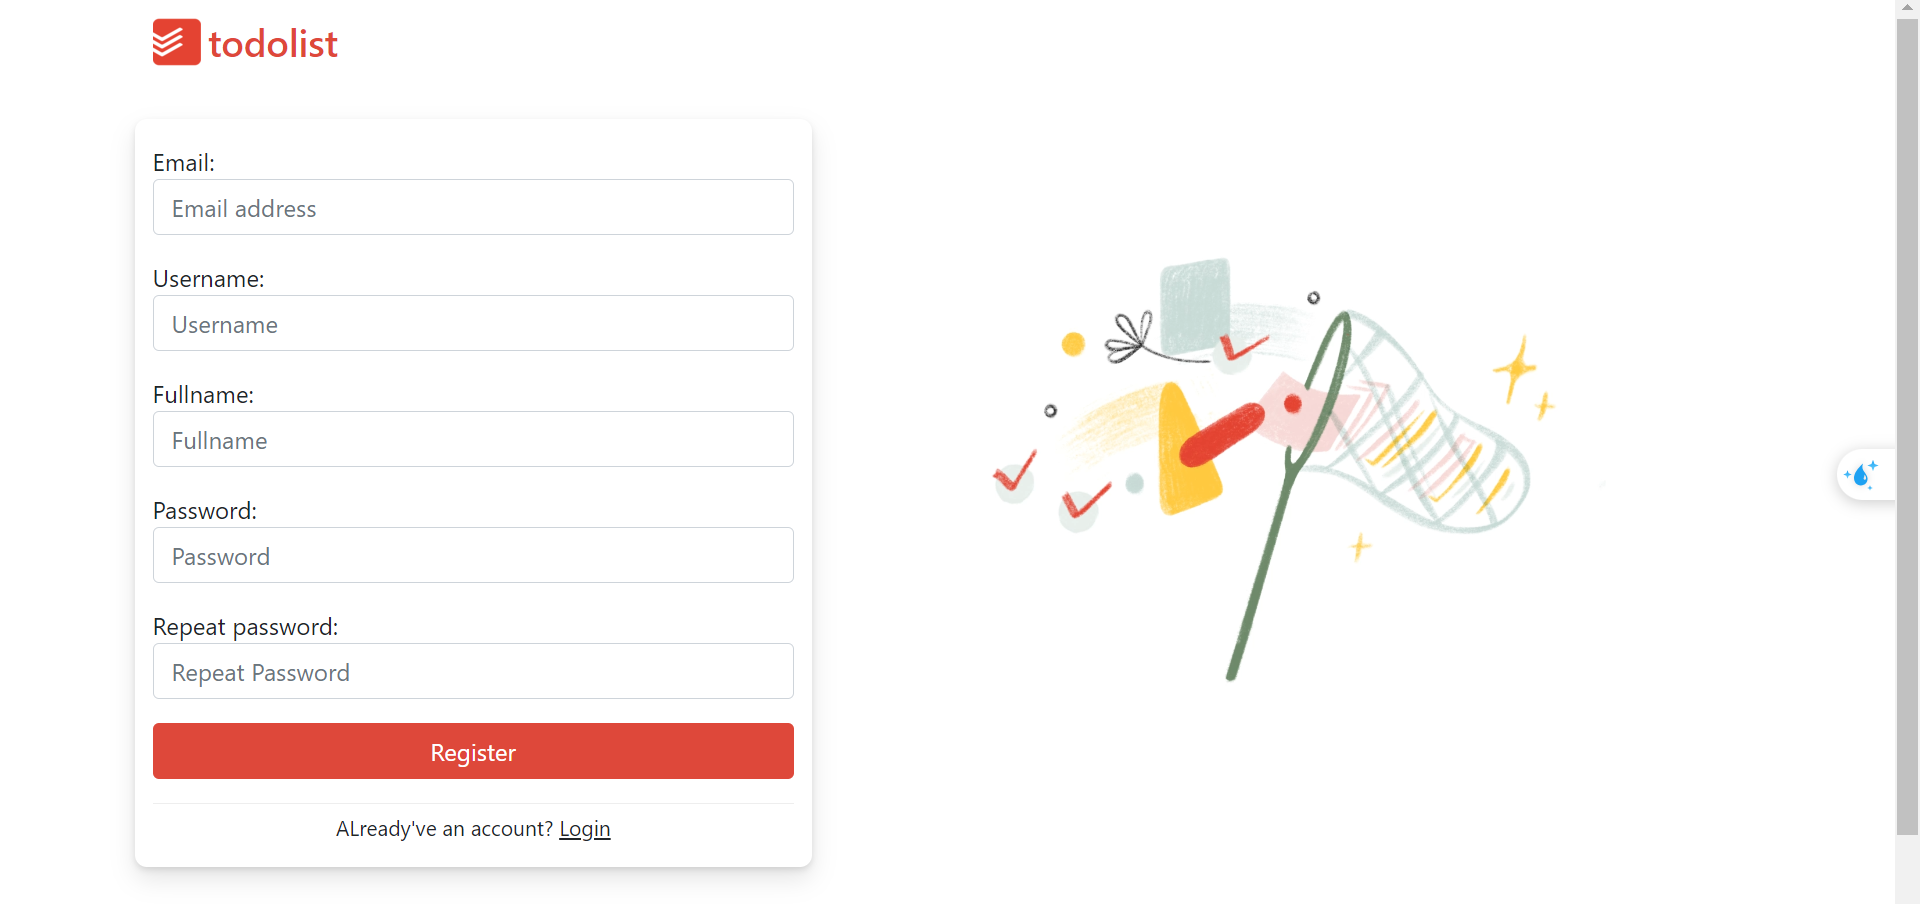 todolist
Email:
Email address
Username:
Username
Fullname:
Fullname
Password:
Password
Repeat password:
Repeat Password
Register
ALready've an account? Login